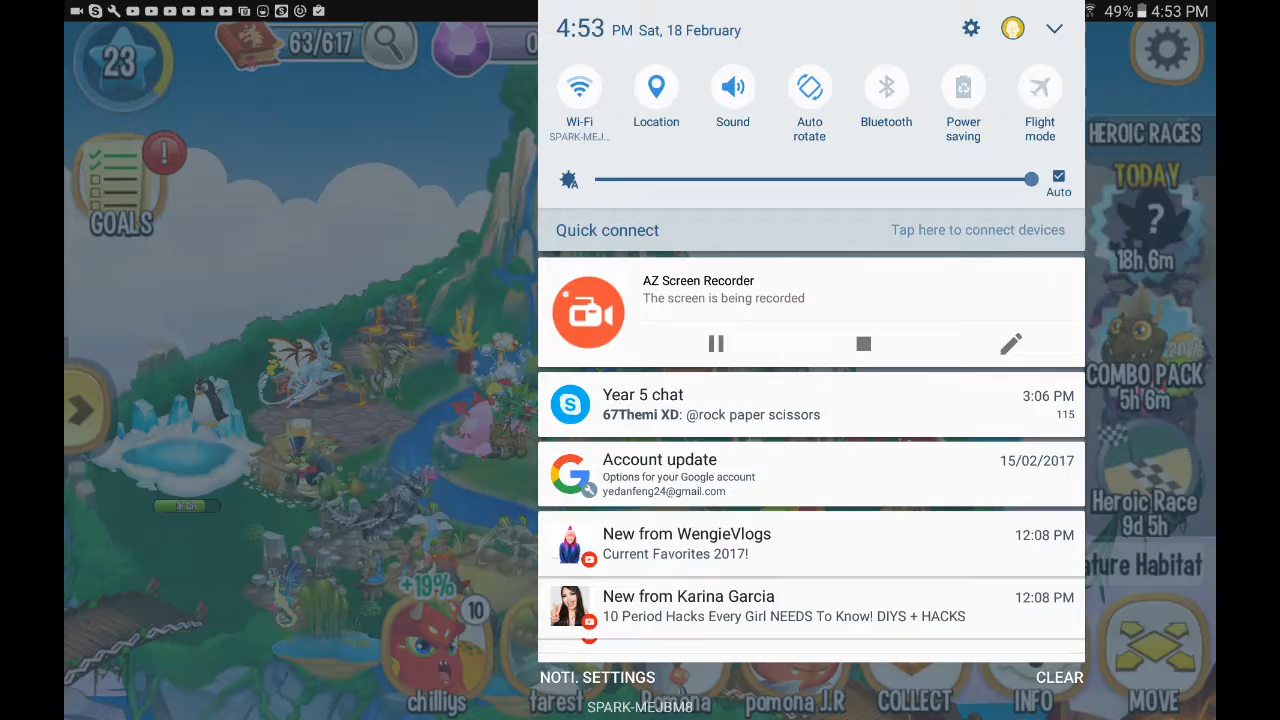 49% 4:53 PM
4:53 PM Sat, 18 February
23
63/617
Wi-Fi
SPARK-MEJ...
Location
Sound
Auto rotate
Bluetooth
Power saving
Flight mode
Auto
Quick connect
Tap here to connect devices
GOALS
HEROIC RACES
TODAY
?
18h 6m
AZ Screen Recorder
The screen is being recorded
COMBO PACK
5h 6m
Year 5 chat
3:06 PM
67Themi XD: @rock paper scissors
115
Account update
15/02/2017
Options for your Google account
yedanfeng24@gmail.com
Heroic Race
9d 5h
New from WengieVlogs
12:08 PM
Current Favorites 2017!
ature Habitat
New from Karina Garcia
12:08 PM
10 Period Hacks Every Girl NEEDS To Know! DIYS + HACKS
+19%
10
NOTI. SETTINGS
CLEAR
chilliys
tarest
pomona J.R
COLLECT
INFO
MOVE
SPARK-MEJBM8